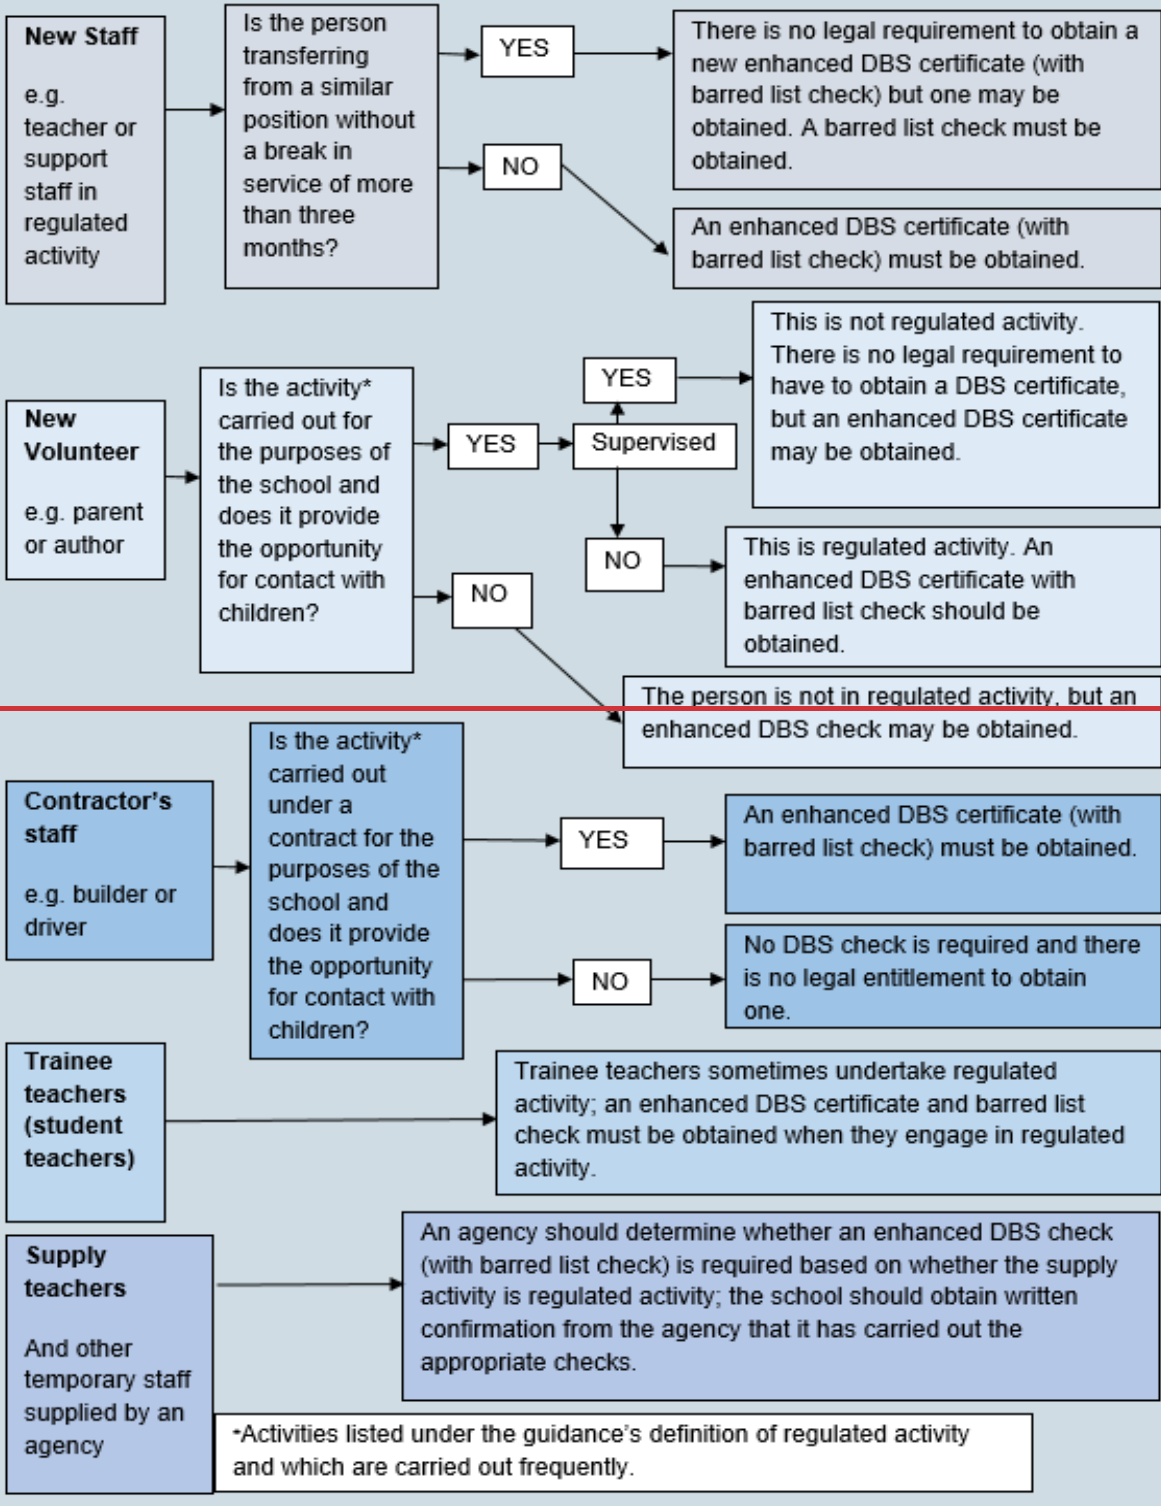 New Staff
e.g.
teacher or
support
staff in
regulated
activity
Is the person
transferring
from a similar
position without
a break in
service of more
than three
months?
YES
There is no legal requirement to obtain a
new enhanced DBS certificate (with
barred list check) but one may be
obtained. A barred list check must be
obtained.
NO
An enhanced DBS certificate (with
barred list check) must be obtained.
New
Volunteer
e.g. parent
or author
Is the activity*
carried out for
the purposes of
the school and
does it provide
the opportunity
for contact with
children?
YES
Supervised
YES
This is not regulated activity.
There is no legal requirement to
have to obtain a DBS certificate,
but an enhanced DBS certificate
may be obtained.
NO
This is regulated activity. An
enhanced DBS certificate with
barred list check should be
obtained.
NO
The person is not in regulated activity, but an
enhanced DBS check may be obtained.
Contractor's
staff
e.g. builder or
driver
Is the activity*
carried out
under a
contract for the
purposes of the
school and
does it provide
the opportunity
for contact with
children?
YES
An enhanced DBS certificate (with
barred list check) must be obtained.
NO
No DBS check is required and there
is no legal entitlement to obtain
one.
Trainee
teachers
(student
teachers)
Trainee teachers sometimes undertake regulated
activity; an enhanced DBS certificate and barred list
check must be obtained when they engage in regulated
activity.
Supply
teachers
And other
temporary staff
supplied by an
agency
An agency should determine whether an enhanced DBS check
(with barred list check) is required based on whether the supply
activity is regulated activity; the school should obtain written
confirmation from the agency that it has carried out the
appropriate checks.
*Activities listed under the guidance's definition of regulated activity
and which are carried out frequently.